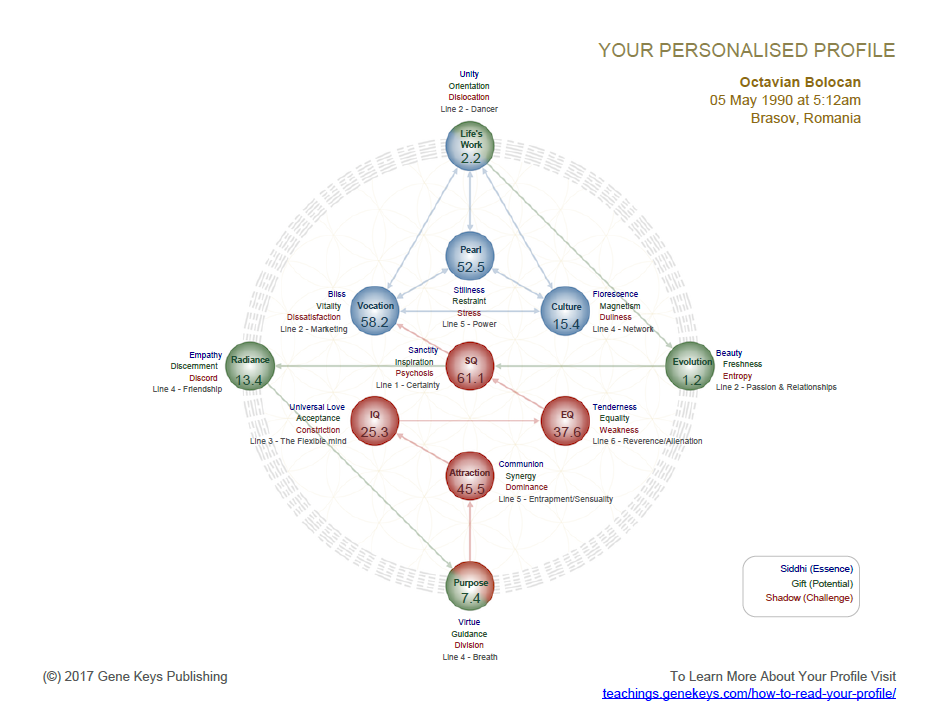 YOUR PERSONALISED PROFILE
Octavian Bolocan
05 May 1990 at 5:12am
Brasov, Romania
Unity
Orientation
Dislocation
Line 2 - Dancer
Life's
Work
2.2
Pearl
52.5
Stillness
Restraint
Stress
Line 5 - Power
Bliss
Vitality
Dissatisfaction
Line 2 - Marketing
Vocation
58.2
Culture
15.4
Florescence
Magnetism
Dullness
Line 4 - Network
Empathy
Discernment
Discord
Line 4 - Friendship
Radiance
13.4
Sanctity
Inspiration
Psychosis
Line 1 - Certainty
SQ
61.1
Evolution
1.2
Beauty
Freshness
Entropy
Line 2 - Passion & Relationships
Universal Love
Acceptance
Constriction
Line 3 - The Flexible mind
IQ
25.3
EQ
37.6
Tenderness
Equality
Weakness
Line 6 - Reverence/Alienation
Attraction
45.5
Communion
Synergy
Dominance
Line 5 - Entrapment/Sensuality
Purpose
7.4
Virtue
Guidance
Division
Line 4 - Breath
Siddhi (Essence)
Gift (Potential)
Shadow (Challenge)
(©) 2017 Gene Keys Publishing
To Learn More About Your Profile Visit
teachings.genekeys.com/how-to-read-your-profile/